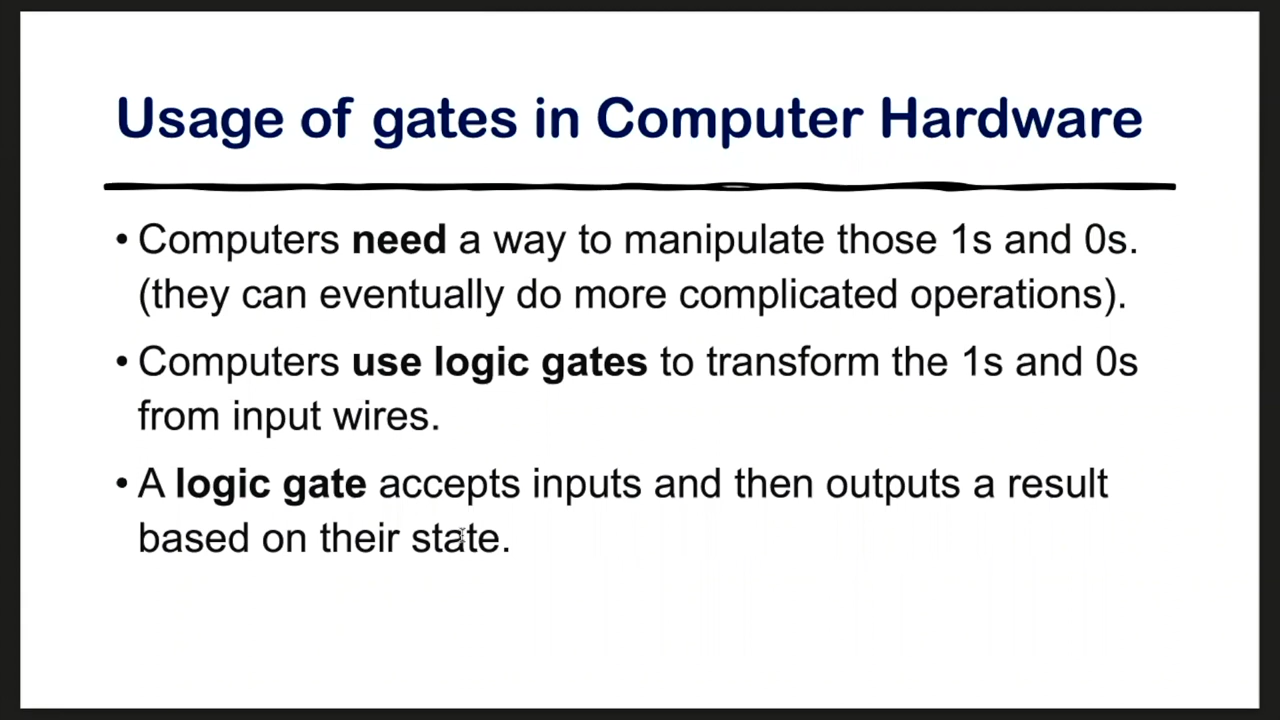 Usage of gates in Computer Hardware
• Computers need a way to manipulate those 1s and 0s.
(they can eventually do more complicated operations).
• Computers use logic gates to transform the 1s and 0s
from input wires.
• A logic gate accepts inputs and then outputs a result
based on their state.